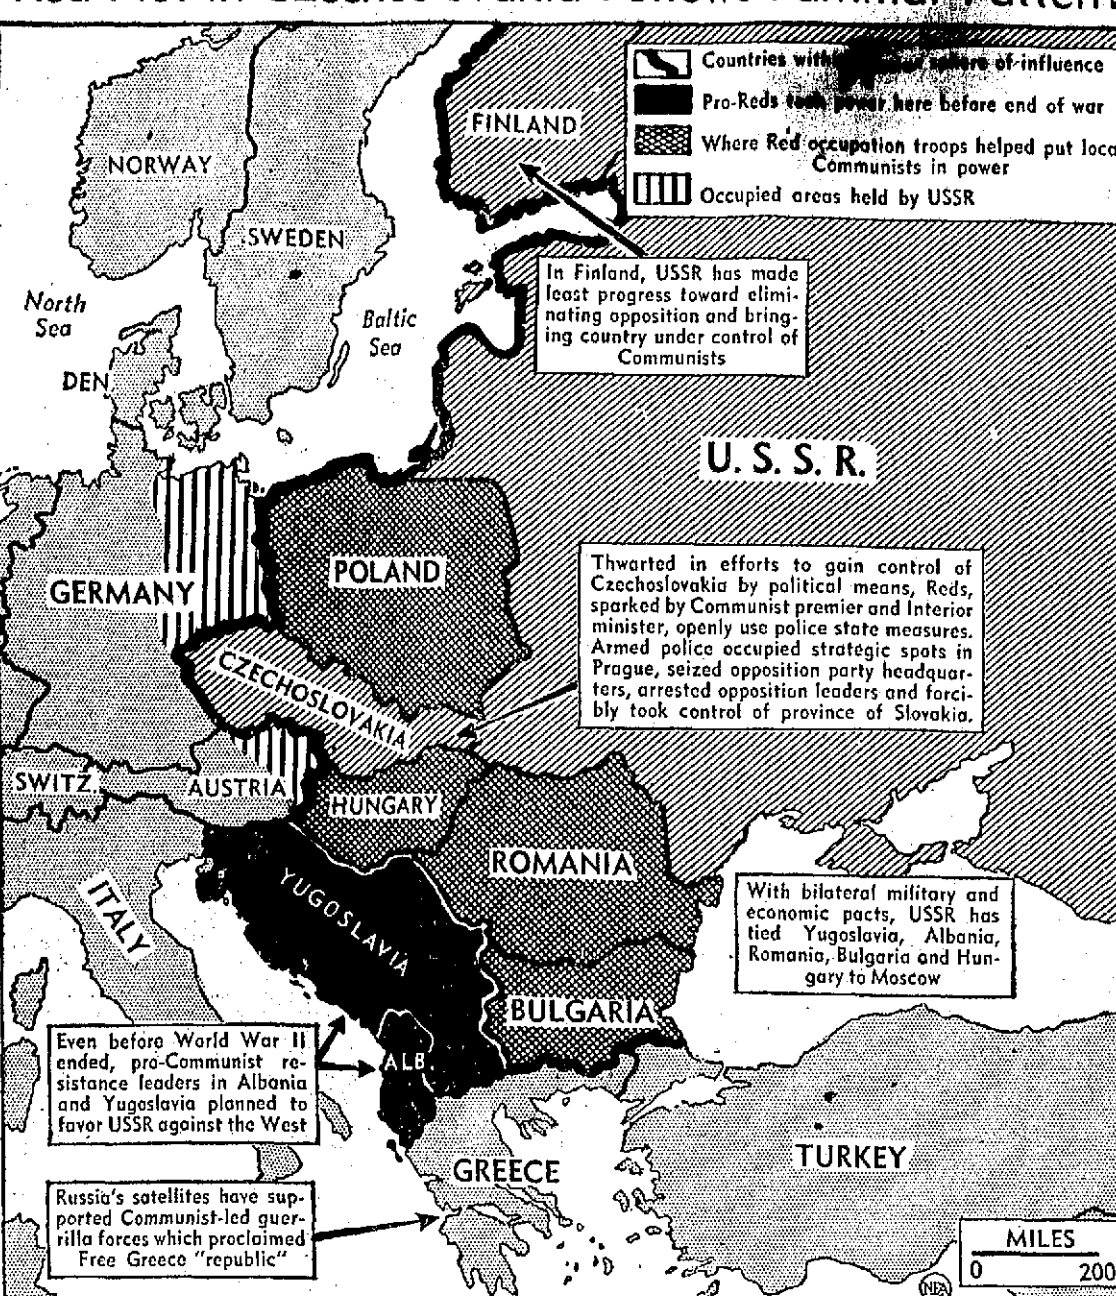 Countries with sphere of influence
Pro-Reds took power here before end of war
Where Red occupation troops helped put loca
Communists in power
Occupied areas held by USSR
FINLAND
NORWAY
SWEDEN
In Finland, USSR has made
least progress toward elimi-
nating opposition and bring-
ing country under control of
Communists
North
Sea
Baltic
Sea
DEN
U. S. S. R.
POLAND
GERMANY
Thwarted in efforts to gain control of
Czechoslovakia by political means, Reds,
sparked by Communist premier and Interior
minister, openly use police state measures.
Armed police occupied strategic spots in
Prague, seized opposition party headquar-
ters, arrested opposition leaders and forci-
bly took control of province of Slovakia.
CZECHOSLOVAKIA
SWITZ.
AUSTRIA
HUNGARY
ROMANIA
YUGOSLAVIA
ITALY
With bilateral military and
economic pacts, USSR has
tied Yugoslavia, Albania,
Romania, Bulgaria and Hun-
gary to Moscow
BULGARIA
Even before World War II
ended, pro-Communist re-
sistance leaders in Albania
and Yugoslavia planned to
favor USSR against the West
ALB.
GREECE
TURKEY
Russia's satellites have sup-
ported Communist-led guer-
rilla forces which proclaimed
Free Greece "republic"
MILES
0 200
NEA